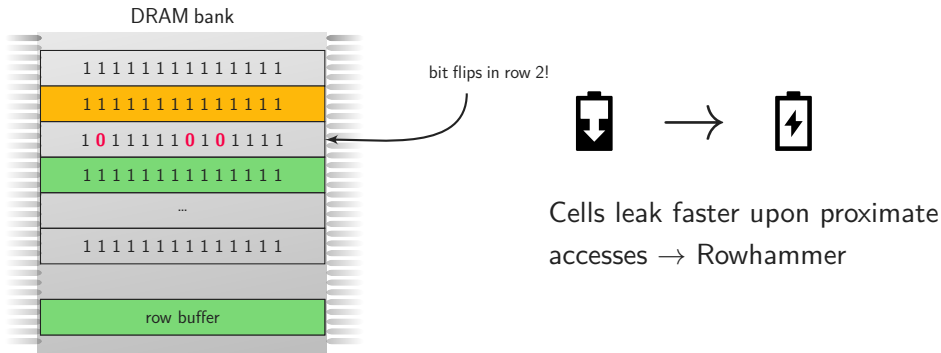 DRAM bank
1 1 1 1 1 1 1 1 1 1 1 1 1 1
1 1 1 1 1 1 1 1 1 1 1 1 1 1
1 0 1 1 1 1 1 0 1 0 1 1 1 1
1 1 1 1 1 1 1 1 1 1 1 1 1 1
...
1 1 1 1 1 1 1 1 1 1 1 1 1 1
row buffer
bit flips in row 2!
Cells leak faster upon proximate
accesses → Rowhammer